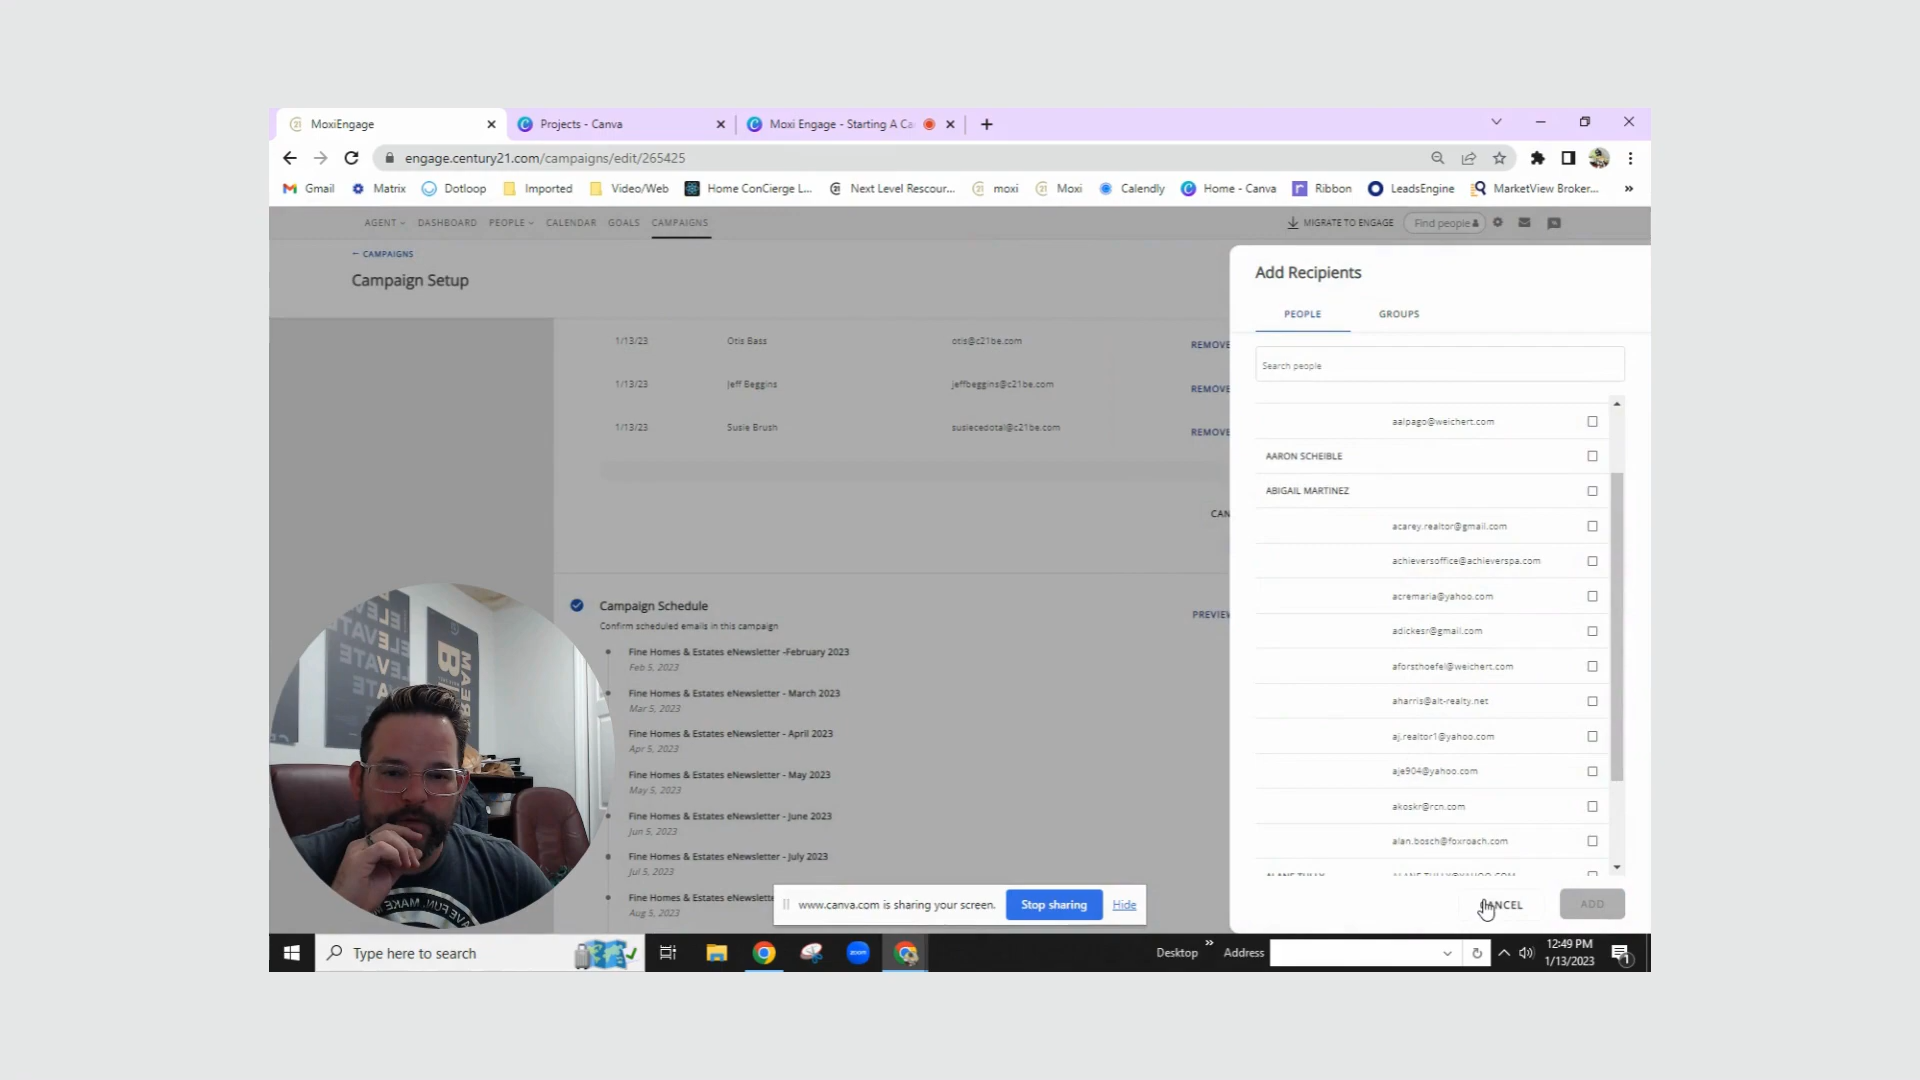 MoxiEngage
Projects - Canva
Moxi Engage - Starting A Ca
engage.century21.com/campaigns/edit/265425
Gmail Matrix Dotloop Imported Video/Web Home ConCierge L... Next Level Rescour... moxi Moxi Calendly Home - Canva Ribbon LeadsEngine MarketView Broker... »
AGENT DASHBOARD PEOPLE CALENDAR GOALS CAMPAIGNS MIGRATE TO ENGAGE Find people
← CAMPAIGNS
Campaign Setup
1/13/23 Otis Bass otis@c21be.com REMOVE
1/13/23 Jeff Beggins jeffbeggins@c21be.com REMOVE
1/13/23 Susie Brush susiecedotal@c21be.com REMOVE
CAN
Campaign Schedule
PREVIEW
Confirm scheduled emails in this campaign
Fine Homes & Estates eNewsletter -February 2023
Feb 5, 2023
Fine Homes & Estates eNewsletter - March 2023
Mar 5, 2023
Fine Homes & Estates eNewsletter - April 2023
Apr 5, 2023
Fine Homes & Estates eNewsletter - May 2023
May 5, 2023
Fine Homes & Estates eNewsletter - June 2023
Jun 5, 2023
Fine Homes & Estates eNewsletter - July 2023
Jul 5, 2023
Fine Homes & Estates eNewslette
Aug 5, 2023
Add Recipients
PEOPLE GROUPS
Search people
aalpago@weichert.com
AARON SCHEIBLE
ABIGAIL MARTINEZ
acarey.realtor@gmail.com
achieversoffice@achieverspa.com
acremaria@yahoo.com
adickesr@gmail.com
aforsthoefel@weichert.com
aharris@alt-realty.net
aj.realtor1@yahoo.com
aje904@yahoo.com
akoskr@rcn.com
alan.bosch@foxroach.com
ALANE TULLY ALANE.TULLY@YAHOO.COM
CANCEL ADD
www.canva.com is sharing your screen. Stop sharing Hide
ELEVATE
ELEVATE
ELEVATE
Type here to search
zoom
Desktop » Address
12:49 PM
1/13/2023
1